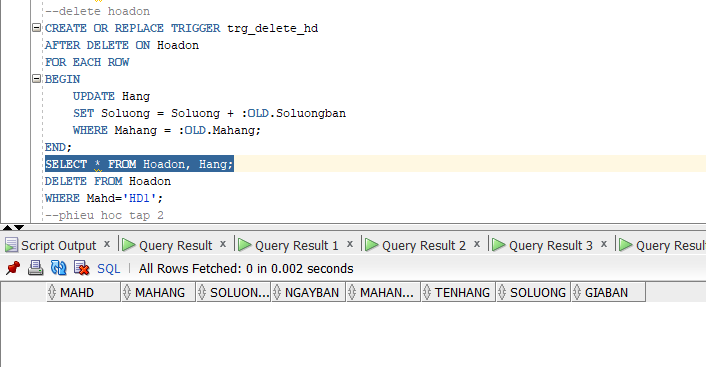 --delete hoadon
CREATE OR REPLACE TRIGGER trg_delete_hd
AFTER DELETE ON Hoadon
FOR EACH ROW
BEGIN
UPDATE Hang
SET Soluong = Soluong + :OLD.Soluongban
WHERE Mahang = :OLD.Mahang;
END;
SELECT * FROM Hoadon, Hang;
DELETE FROM Hoadon
WHERE Mahd='HD1';
--phieu hoc tap 2
Script Output x Query Result x Query Result 1 x Query Result 2 x Query Result 3 x Query Resul
SQL | All Rows Fetched: 0 in 0.002 seconds
MAHD MAHANG SOLUON... NGAYBAN MAHAN... TENHANG SOLUONG GIABAN